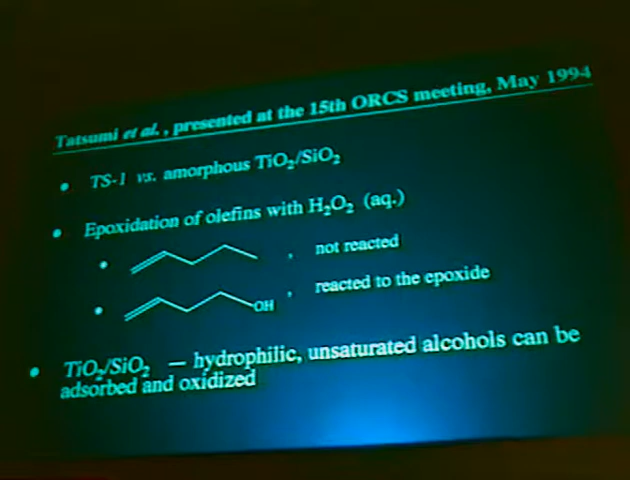 Tatsumi et al. , presented at the 15th ORCS meeting, May 1994
• TS-1 vs. amorphous TiO₂/SiO₂
• Epoxidation of olefins with H₂O₂ (aq.)
• , not reacted
• OH , reacted to the epoxide
• TiO₂/SiO₂ — hydrophilic, unsaturated alcohols can be
adsorbed and oxidized